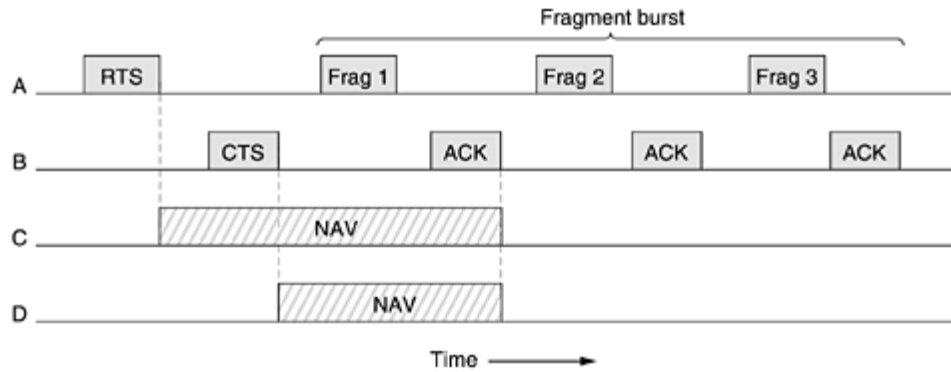 Fragment burst
A RTS Frag 1 Frag 2 Frag 3
B CTS ACK ACK ACK
C NAV
D NAV
Time